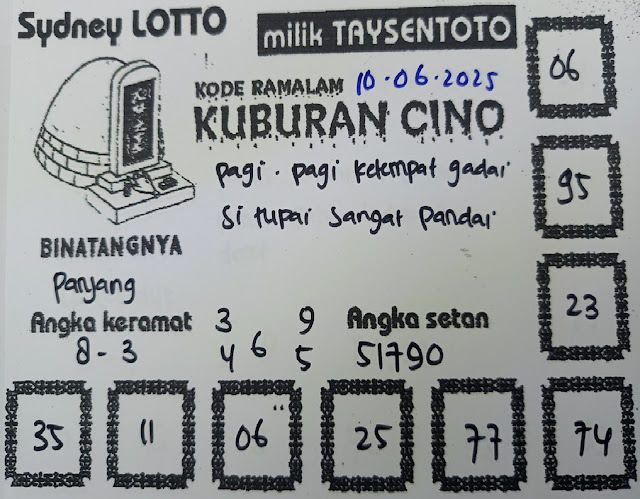 Sydney LOTTO
milik TAYSENTOTO
KODE RAMALAM 10-06-2025
KUBURAN CINO
pagi-pagi ketempat gadai
si tupai sangat pandai
BINATANGNYA
Panjang
Angka keramat
8-3
3 9
4 6 5
Angka setan
51790
06
95
23
35 11 06 25 77 74